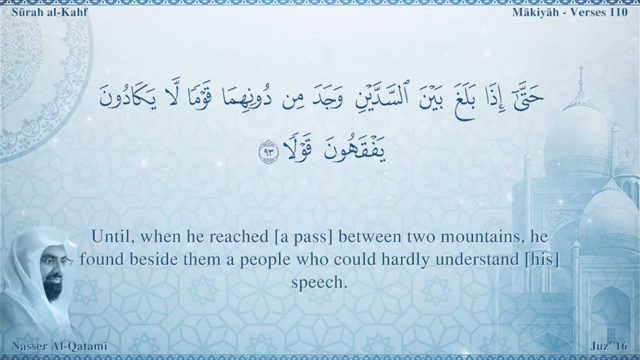 Sūrah al-Kahf
Mākiyāh - Verses 110
حَتَّىٰٓ إِذَا بَلَغَ بَيْنَ ٱلسَّدَّيْنِ وَجَدَ مِن دُونِهِمَا قَوْمًا لَّا يَكَادُونَ
يَفْقَهُونَ قَوْلًا ٩٣
Until, when he reached [a pass] between two mountains, he
found beside them a people who could hardly understand [his]
speech.
Nasser Al-Qatami
Juz' 16